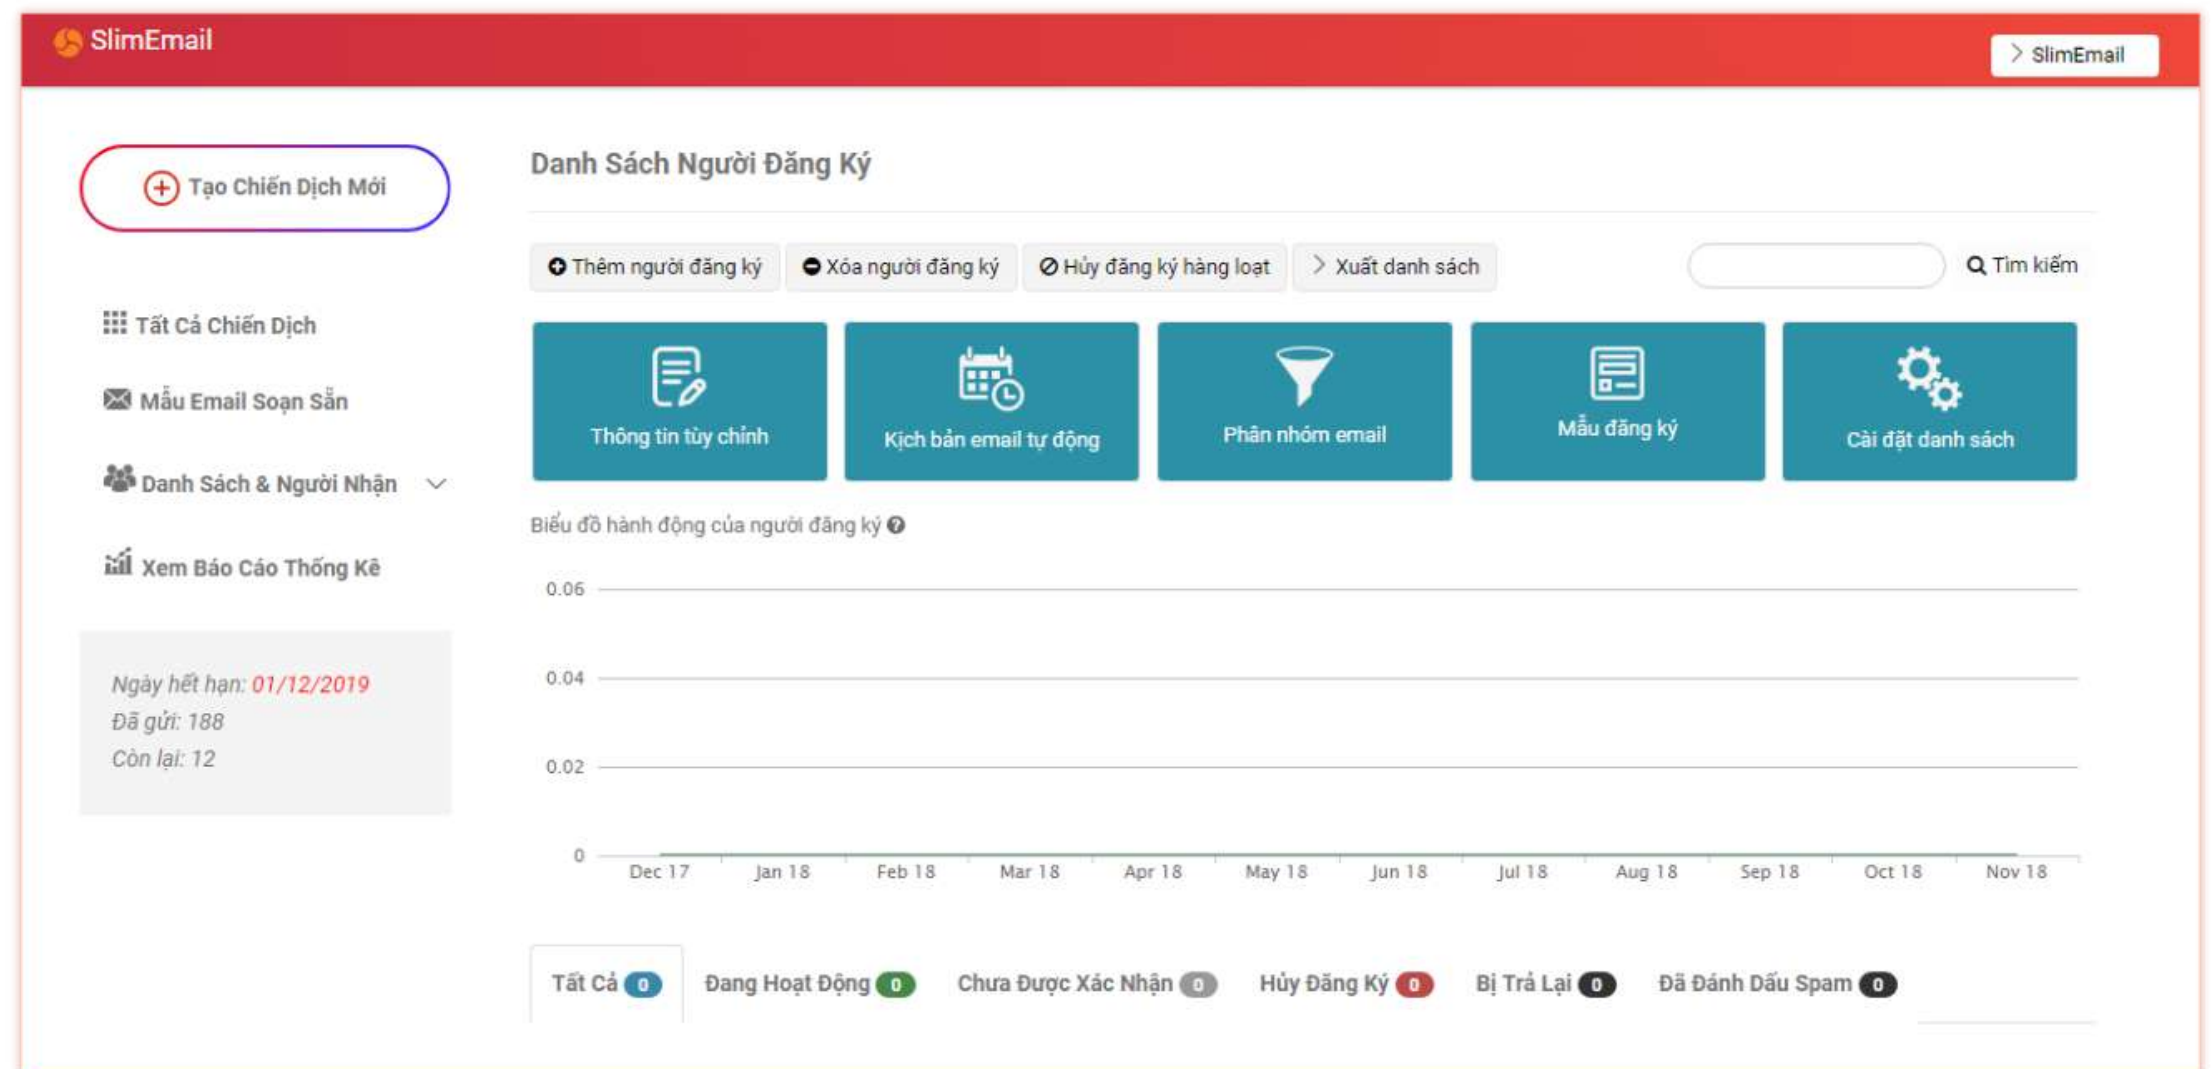 SlimEmail
SlimEmail
Tạo Chiến Dịch Mới
Tất Cả Chiến Dịch
Mẫu Email Soạn Sẵn
Danh Sách & Người Nhận
Xem Báo Cáo Thống Kê
Ngày hết hạn: 01/12/2019
Đã gửi: 188
Còn lại: 12
Danh Sách Người Đăng Ký
Thêm người đăng ký Xóa người đăng ký Hủy đăng ký hàng loạt Xuất danh sách Tìm kiếm
Thông tin tùy chỉnh Kịch bản email tự động Phân nhóm email Mẫu đăng ký Cài đặt danh sách
Biểu đồ hành động của người đăng ký
0.06
0.04
0.02
0
Dec 17 Jan 18 Feb 18 Mar 18 Apr 18 May 18 Jun 18 Jul 18 Aug 18 Sep 18 Oct 18 Nov 18
Tất Cả 0 Đang Hoạt Động 0 Chưa Được Xác Nhận 0 Hủy Đăng Ký 0 Bị Trả Lại 0 Đã Đánh Dấu Spam 0